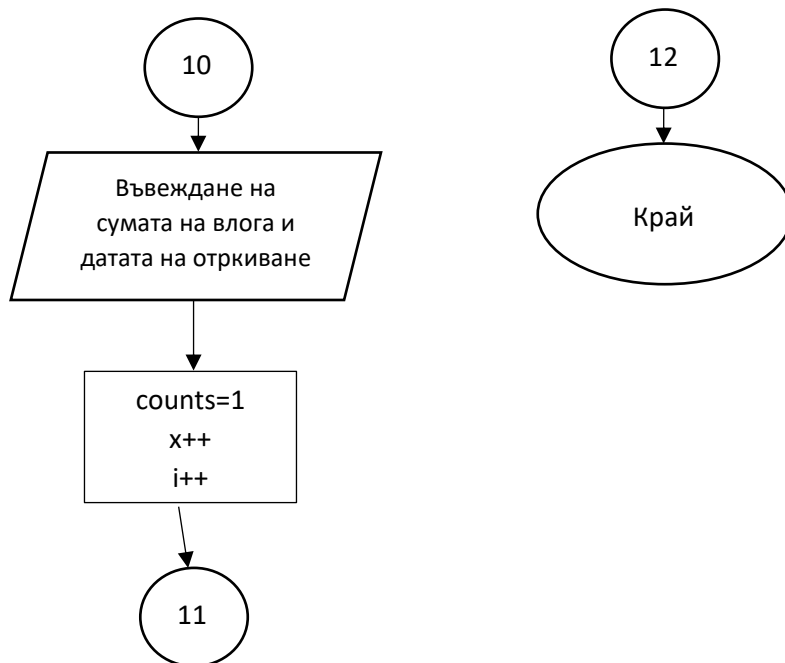 10
Въвеждане на
сумата на влога и
датата на отркиване
counts=1
x++
i++
11
12
Край